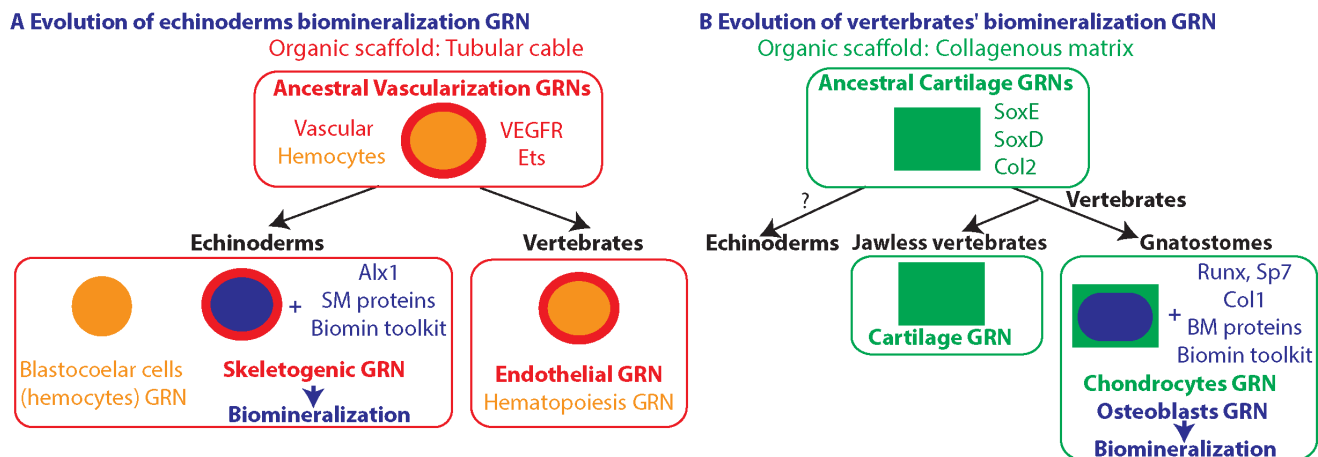 A Evolution of echinoderms biomineralization GRN
Organic scaffold: Tubular cable
Ancestral Vascularization GRNs
Vascular
Hemocytes
VEGFR
Ets
Echinoderms
Vertebrates
Alx1
SM proteins
Biomin toolkit
+
Blastocoelar cells
(hemocytes) GRN
Skeletogenic GRN
Biomineralization
Endothelial GRN
Hematopoiesis GRN
B Evolution of verterbrates' biomineralization GRN
Organic scaffold: Collagenous matrix
Ancestral Cartilage GRNs
SoxE
SoxD
Col2
?
Vertebrates
Echinoderms
Jawless vertebrates
Gnatostomes
Cartilage GRN
Runx, Sp7
Col1
+
BM proteins
Biomin toolkit
Chondrocytes GRN
Osteoblasts GRN
Biomineralization